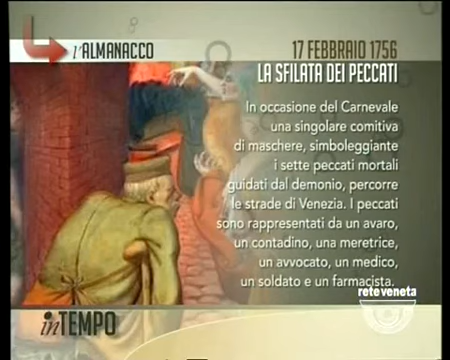 l'ALMANACCO
17 FEBBRAIO 1756
LA SFILATA DEI PECCATI
In occasione del Carnevale
una singolare comitiva
di maschere, simboleggiante
i sette peccati mortali
guidati dal demonio, percorre
le strade di Venezia. I peccati
sono rappresentati da un avaro,
un contadino, una meretrice,
un avvocato, un medico,
un soldato e un farmacista.
reteveneta
inTEMPO